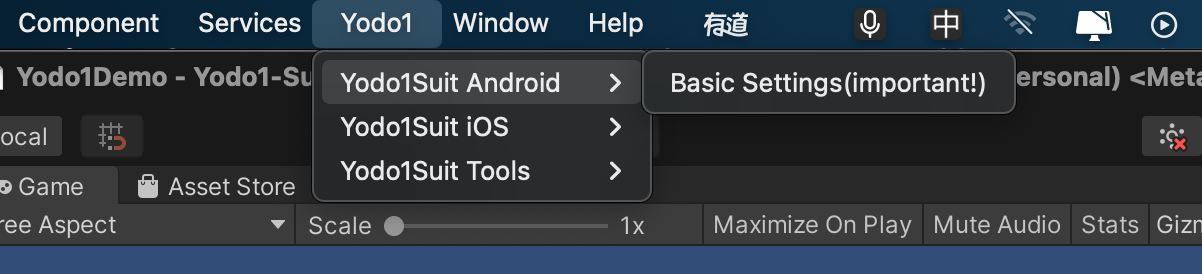 Component Services Yodo1 Window Help 有道 中
Yodo1Demo - Yodo1-Su
Yodo1Suit Android
Basic Settings(important!)
ersonal) <Meta
ocal
Yodo1Suit iOS
Yodo1Suit Tools
Game Asset Store
ree Aspect Scale 1x Maximize On Play Mute Audio Stats Gizm